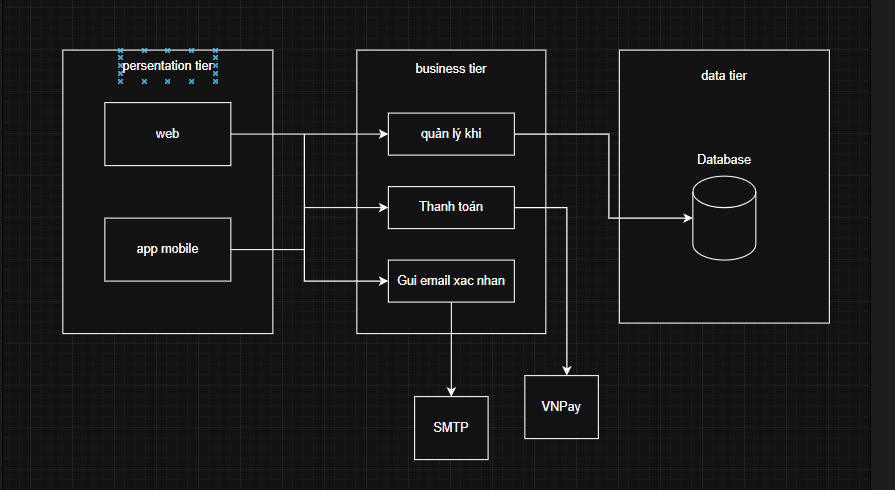 persentation tier
business tier
data tier
web
quản lý khi
Database
Thanh toán
app mobile
Gui email xac nhan
VNPay
SMTP